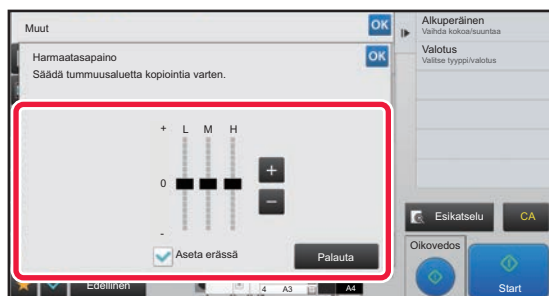 Muut
OK
Harmaatasapaino
OK
Säädä tummuusaluetta kopiointia varten.
+ L M H
0
-
+
−
Aseta erässä
Palauta
Edellinen
4 A3
A4
Alkuperäinen
Vaihda kokoa/suuntaa
Valotus
Valitse tyyppi/valotus
Esikatselu
CA
Oikovedos
Start